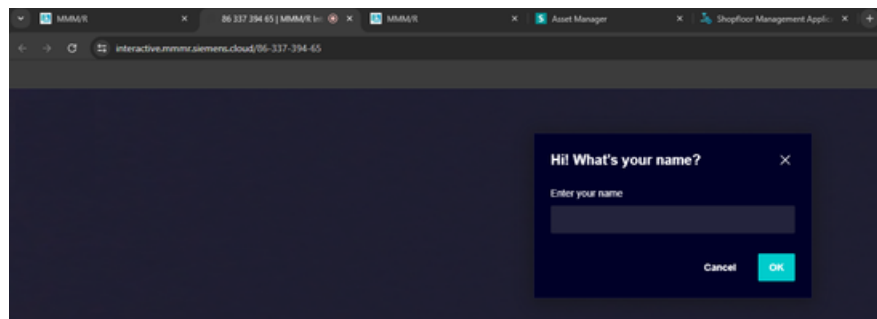 MMM/R
86 337 394 65 | MMM/R Int
MMM/R
Asset Manager
Shopfloor Management Applic
interactive.mmmr.siemens.cloud/86-337-394-65
Hi! What's your name?
Enter your name
Cancel
OK